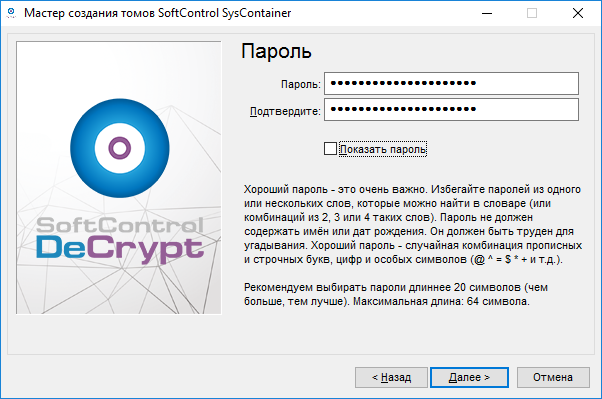 Мастер создания томов SoftControl SysContainer
Пароль
Пароль: ●●●●●●●●●●●●●●●●●●●●●
Подтвердите: ●●●●●●●●●●●●●●●●●●●●●
Показать пароль
SoftControl
DeCrypt
Хороший пароль - это очень важно. Избегайте паролей из одного
или нескольких слов, которые можно найти в словаре (или
комбинаций из 2, 3 или 4 таких слов). Пароль не должен
содержать имён или дат рождения. Он должен быть труден для
угадывания. Хороший пароль - случайная комбинация прописных
и строчных букв, цифр и особых символов (@ ^ = $ * + и т.д.).
Рекомендуем выбирать пароли длиннее 20 символов (чем
больше, тем лучше). Максимальная длина: 64 символа.
< Назад
Далее >
Отмена